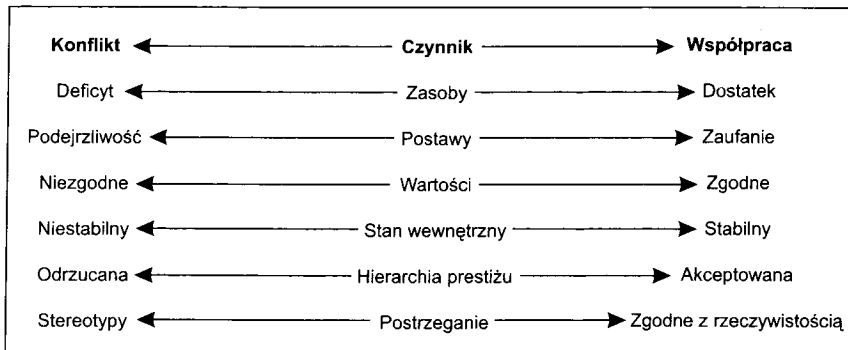 Konflikt Czynnik Współpraca
Deficyt Zasoby Dostatek
Podejrzliwość Postawy Zaufanie
Niezgodne Wartości Zgodne
Niestabilny Stan wewnętrzny Stabilny
Odrzucana Hierarchia prestiżu Akceptowana
Stereotypy Postrzeganie Zgodne z rzeczywistością